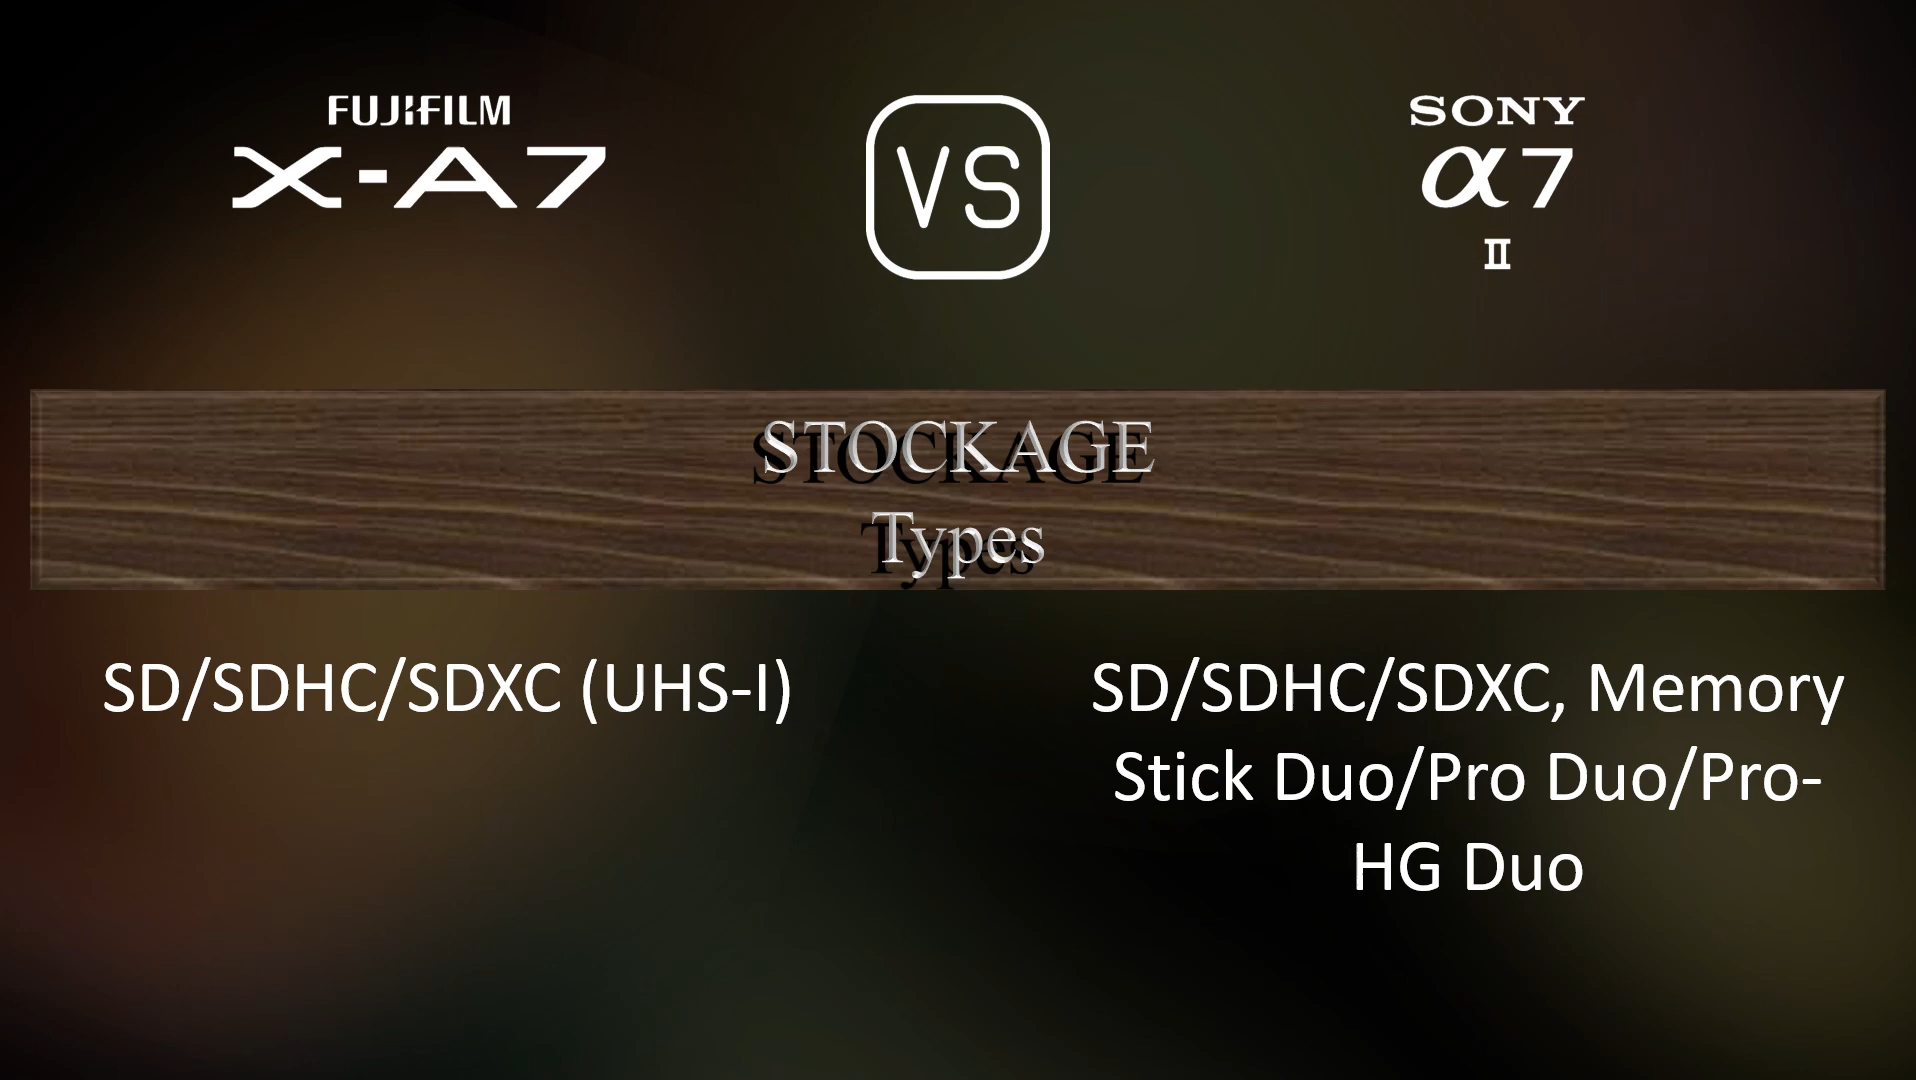 FUJIFILM
X-A7
VS
SONY
α7
II
STOCKAGE
Types
SD/SDHC/SDXC (UHS-I)
SD/SDHC/SDXC, Memory
Stick Duo/Pro Duo/Pro-
HG Duo